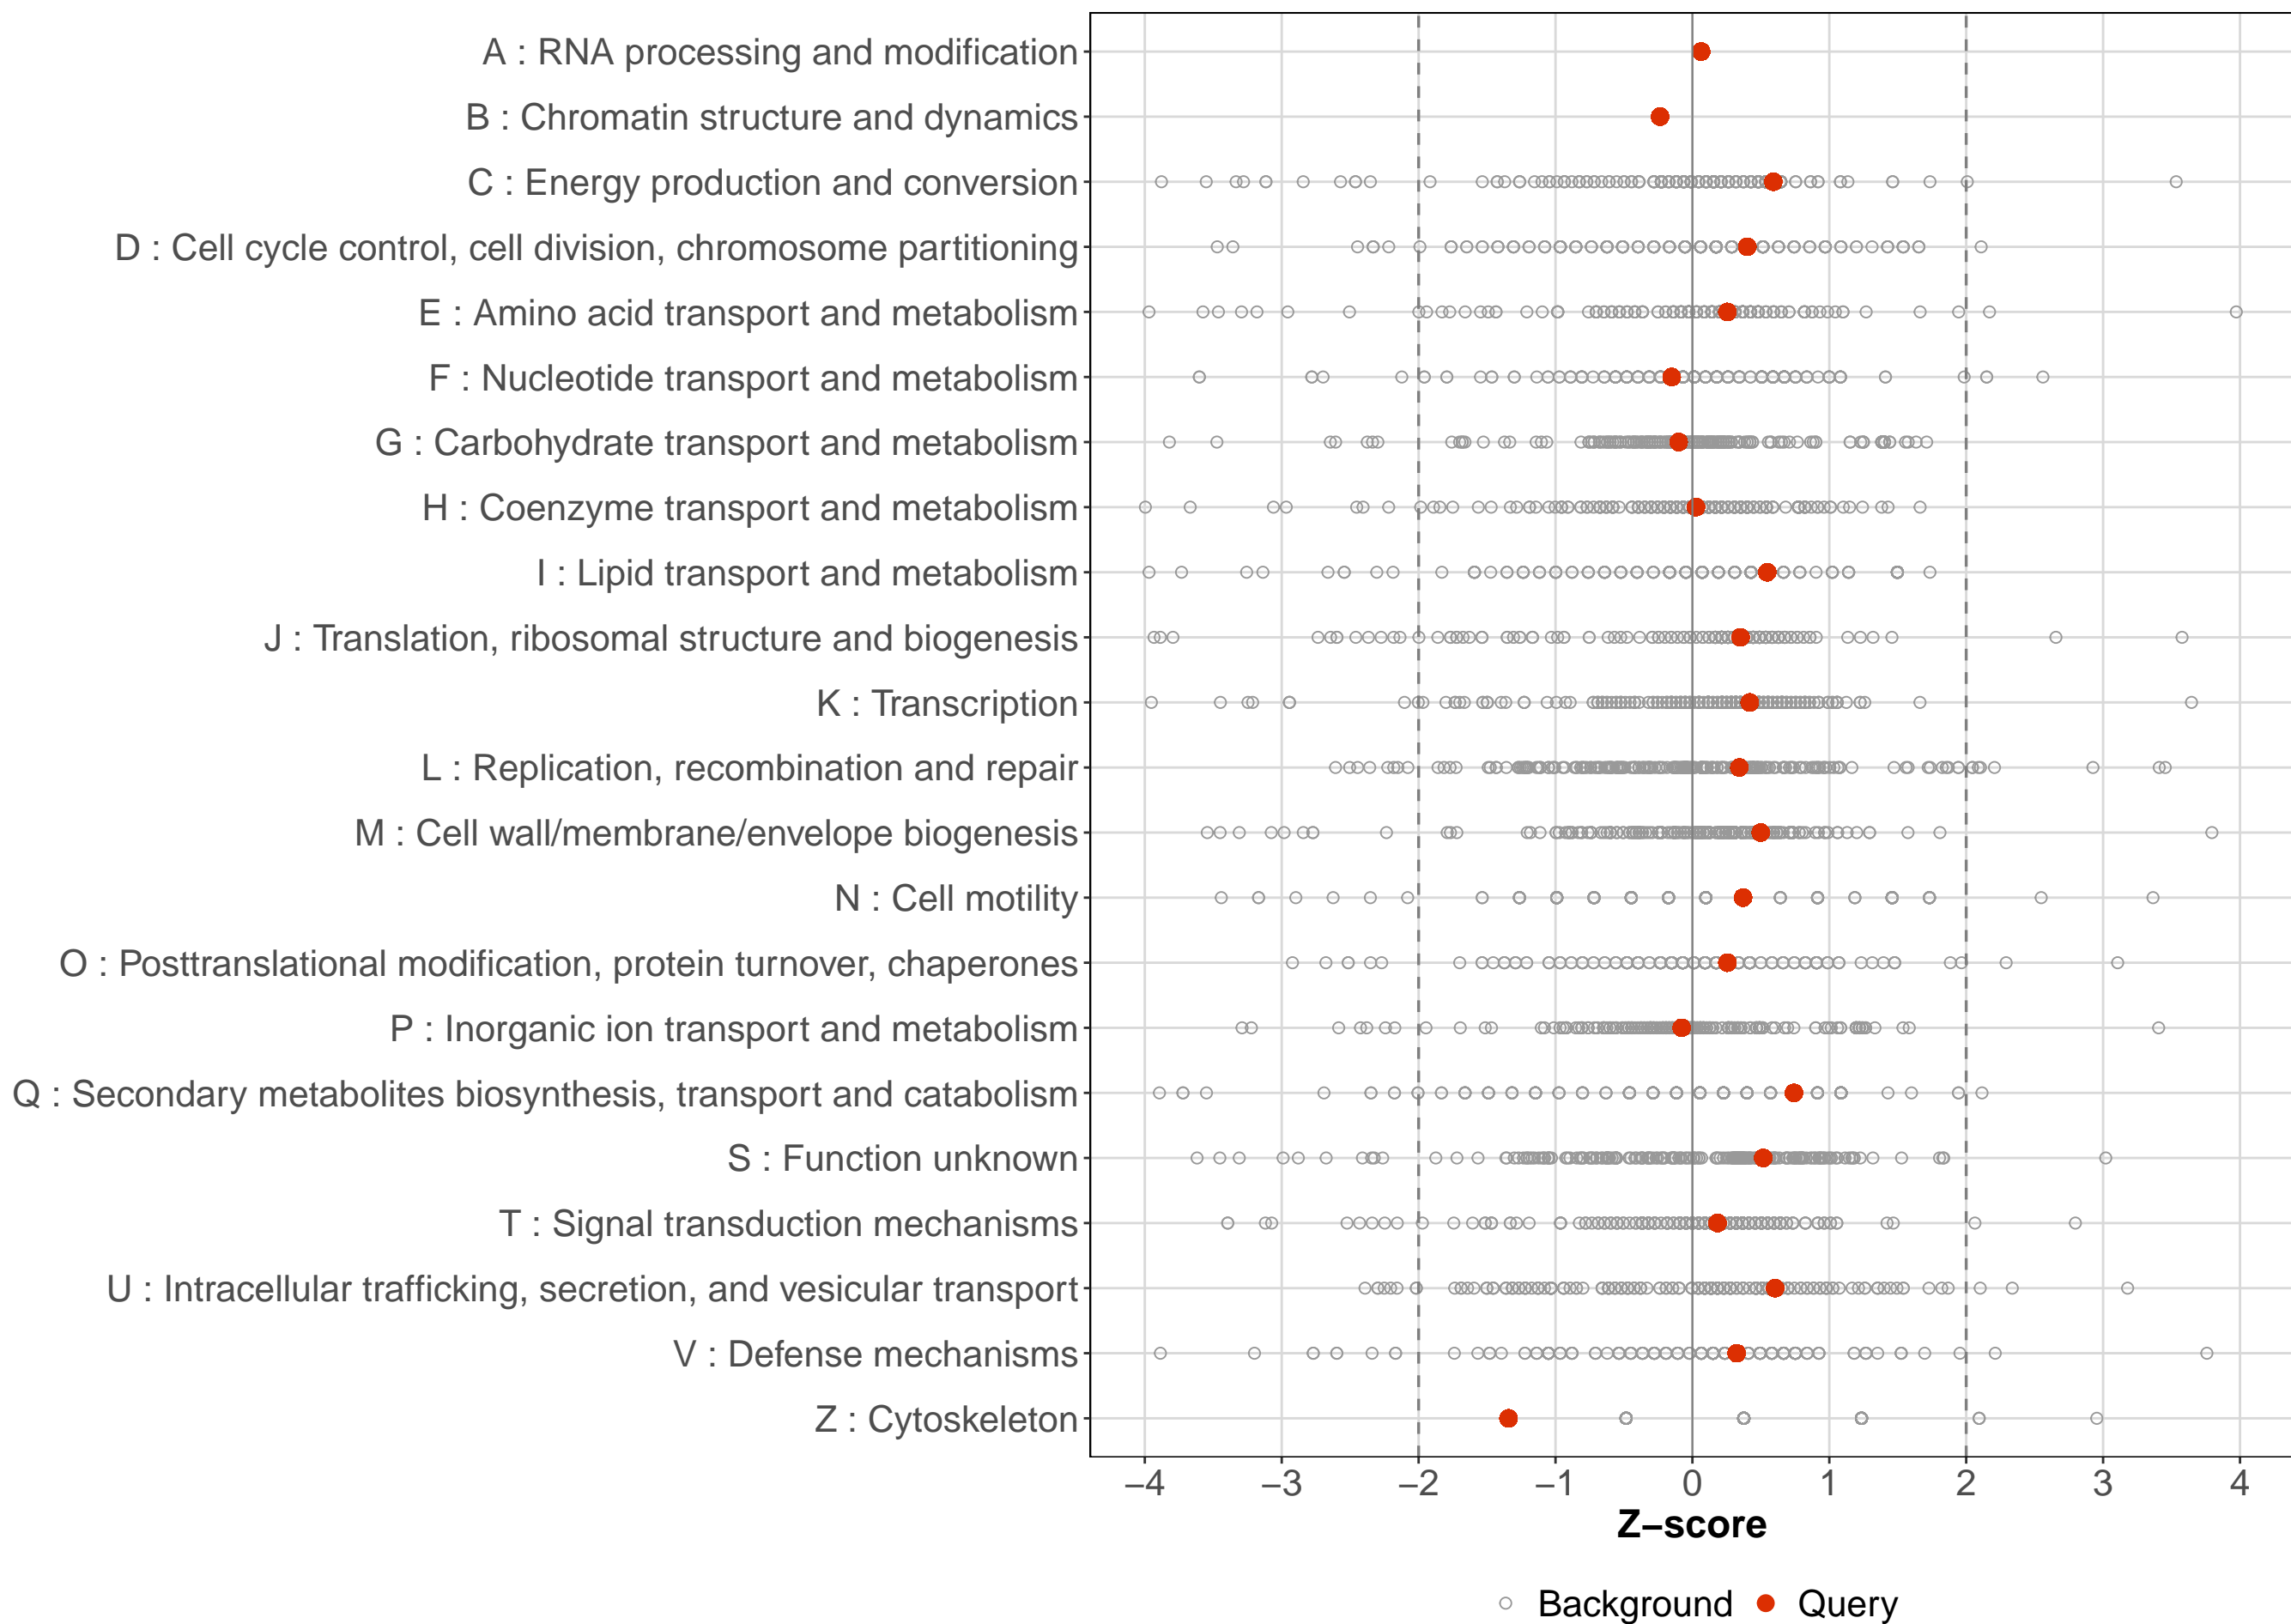 A : RNA processing and modification
B : Chromatin structure and dynamics
C : Energy production and conversion
D : Cell cycle control, cell division, chromosome partitioning
E : Amino acid transport and metabolism
F : Nucleotide transport and metabolism
G : Carbohydrate transport and metabolism
H : Coenzyme transport and metabolism
I : Lipid transport and metabolism
J : Translation, ribosomal structure and biogenesis
K : Transcription
L : Replication, recombination and repair
M : Cell wall/membrane/envelope biogenesis
N : Cell motility
O : Posttranslational modification, protein turnover, chaperones
P : Inorganic ion transport and metabolism
Q : Secondary metabolites biosynthesis, transport and catabolism
S : Function unknown
T : Signal transduction mechanisms
U : Intracellular trafficking, secretion, and vesicular transport
V : Defense mechanisms
Z : Cytoskeleton
−4 −3 −2 −1 0 1 2 3 4
Z−score
Background Query